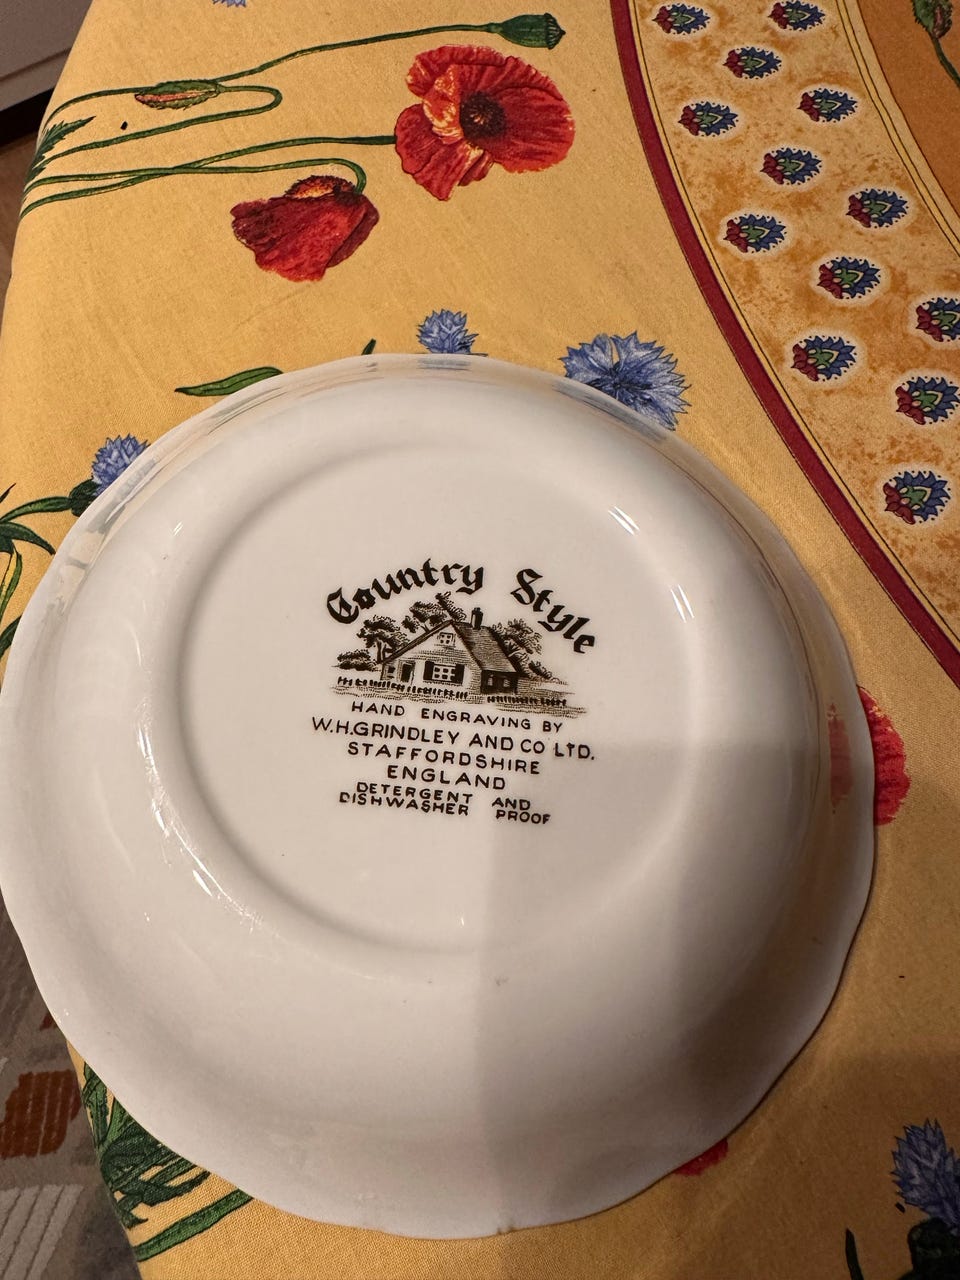 Country Style
HAND ENGRAVING BY
W.H.GRINDLEY AND CO LTD.
STAFFORDSHIRE
ENGLAND
DETERGENT AND
DISHWASHER PROOF